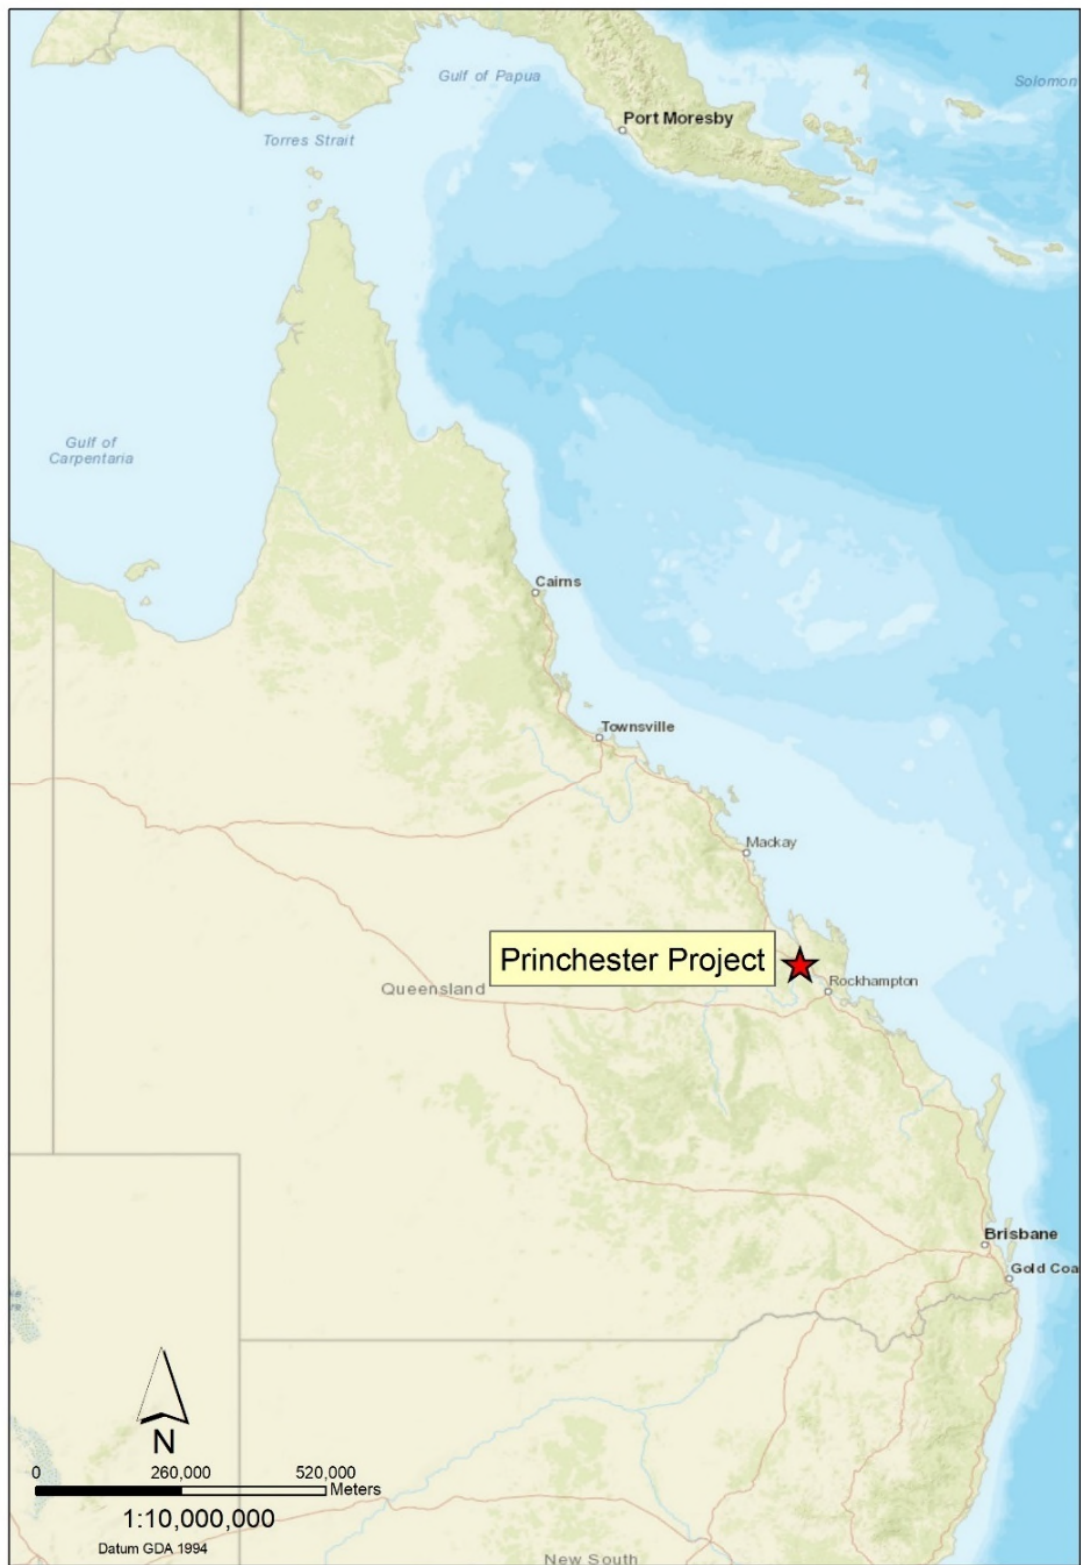 Gulf of Papua
Solomon
Port Moresby
Torres Strait
Gulf of
Carpentaria
Cairns
Townsville
Mackay
Princhester Project
Rockhampton
Queensland
Brisbane
Gold Coa
N
0 260,000 520,000
Meters
1:10,000,000
Datum GDA 1994
New South